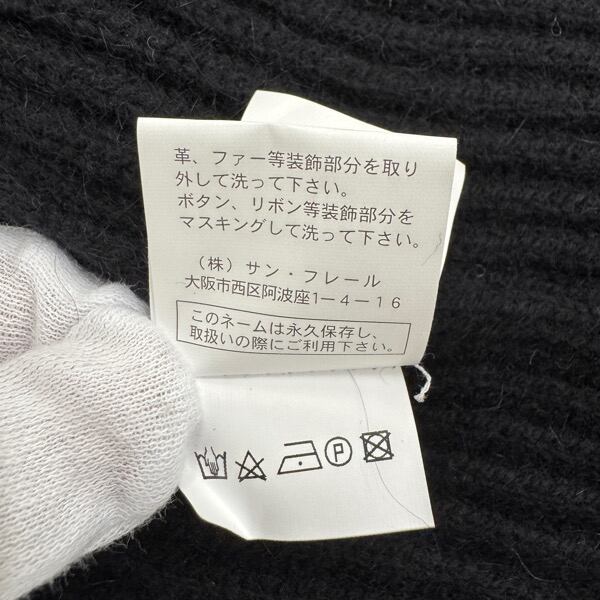 革、ファー等装飾部分を取り
外して洗って下さい。
ボタン、リボン等装飾部分を
マスキングして洗って下さい。
（株）サン・フレール
大阪市西区阿波座1－4－16
このネームは永久保存し、
取扱いの際にご利用下さい。
P